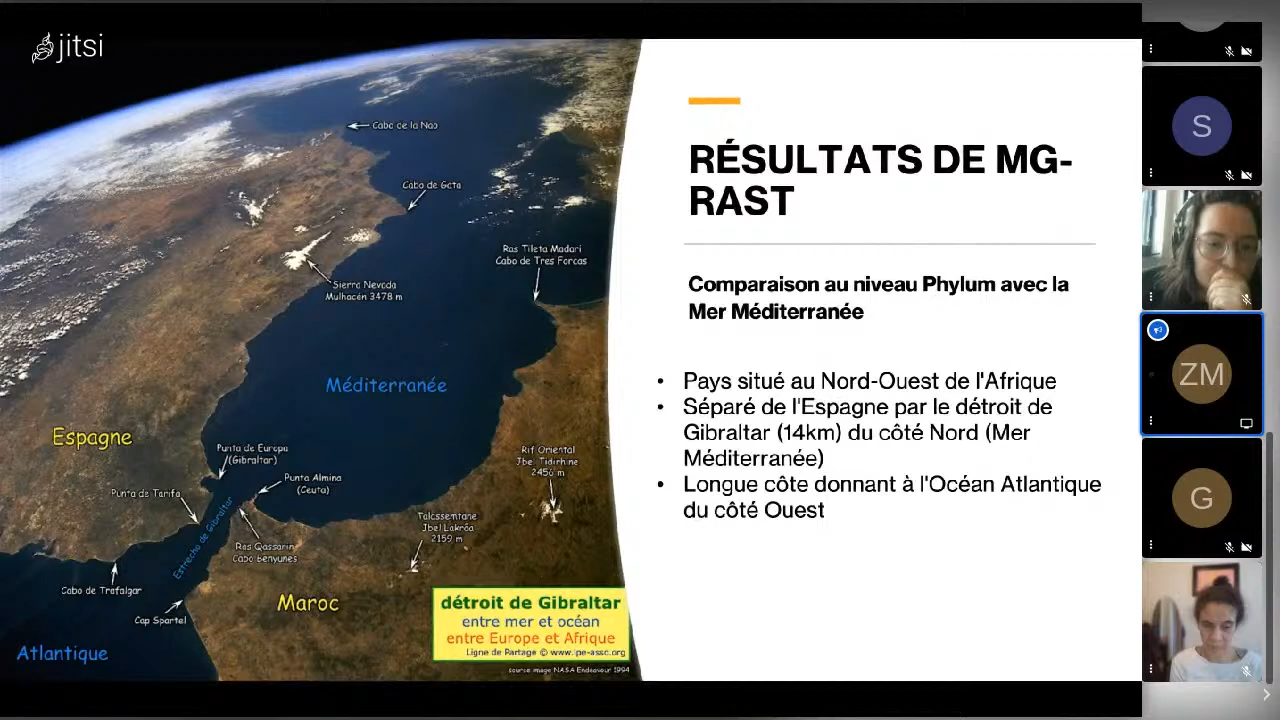 jitsi
Cabo de la Nao
Cabo de Gata
Ras Tileta Madari
Cabo de Tres Forcas
Sierra Nevada
Mulhacén 3478 m
Méditerranée
Espagne
Punta de Europa
(Gibraltar)
Punta Almina
(Ceuta)
Punta de Tarifa
Estrecho de Gibraltar
Rif Oriental
Jbel Tidirhine
2456 m
Talassemtane
Jbel Lakrâa
2159 m
Ras Qassarin
Cabo Benyunes
Cabo de Trafalgar
Cap Spartel
Maroc
Atlantique
détroit de Gibraltar
entre mer et océan
entre Europe et Afrique
Ligne de Partage © www.lpe-assc.org
source image NASA Endeavour 1994
RÉSULTATS DE MG-
RAST
Comparaison au niveau Phylum avec la
Mer Méditerranée
• Pays situé au Nord-Ouest de l'Afrique
• Séparé de l'Espagne par le détroit de
Gibraltar (14km) du côté Nord (Mer
Méditerranée)
• Longue côte donnant à l'Océan Atlantique
du côté Ouest
S
ZM
G